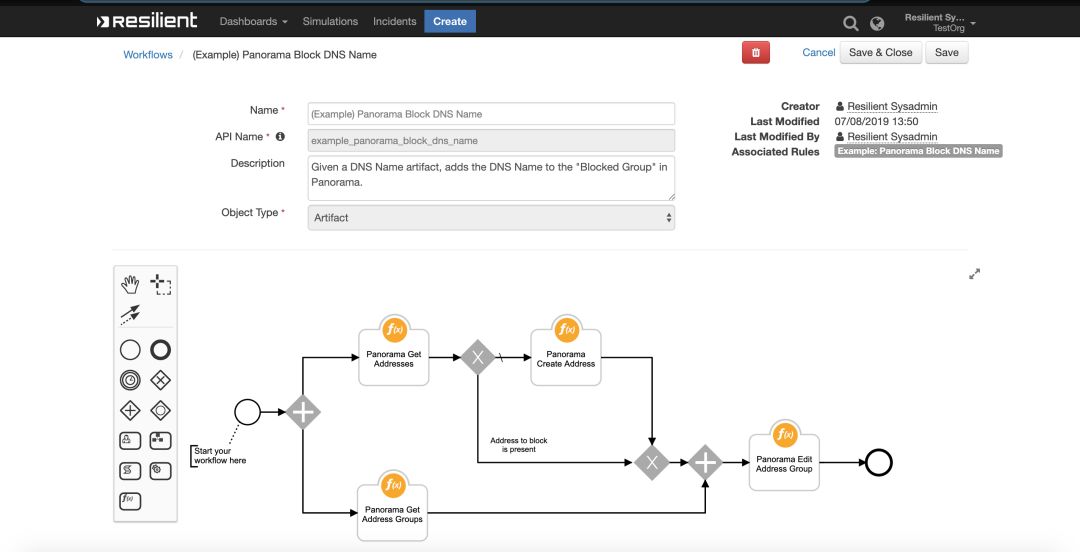 Resilient
Dashboards Simulations Incidents Create
Resilient Sy...
TestOrg
Workflows / (Example) Panorama Block DNS Name
Cancel Save & Close Save
Name * (Example) Panorama Block DNS Name
API Name * example_panorama_block_dns_name
Description Given a DNS Name artifact, adds the DNS Name to the "Blocked Group" in
Panorama.
Object Type * Artifact
Creator Resilient Sysadmin
Last Modified 07/08/2019 13:50
Last Modified By Resilient Sysadmin
Associated Rules Example: Panorama Block DNS Name
f(x)
Panorama Get
Addresses
X
f(x)
Panorama
Create Address
Start your
workflow here
Address to block
is present
X
f(x)
Panorama Edit
Address Group
f(x)
Panorama Get
Address Groups
f(x)